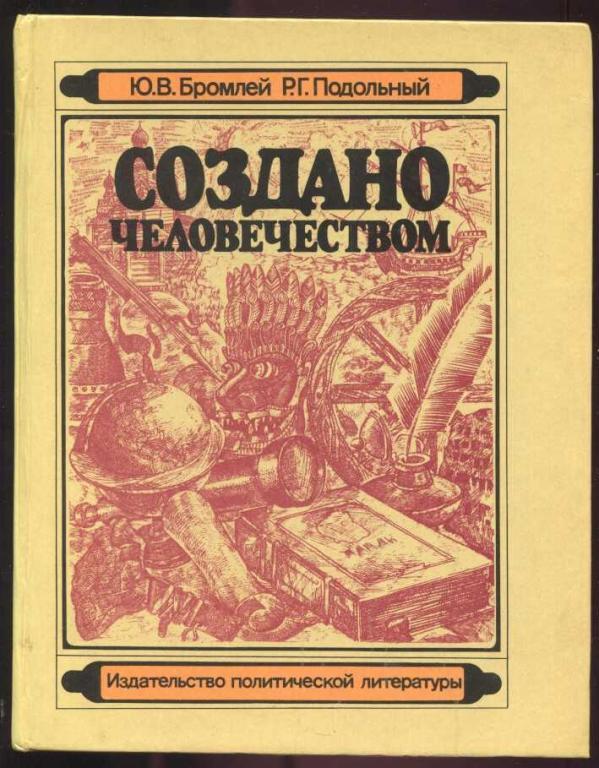 Ю.В.Бромлей Р.Г.Подольный
СОЗДАНО
ЧЕЛОВЕЧЕСТВОМ
Издательство политической литературы